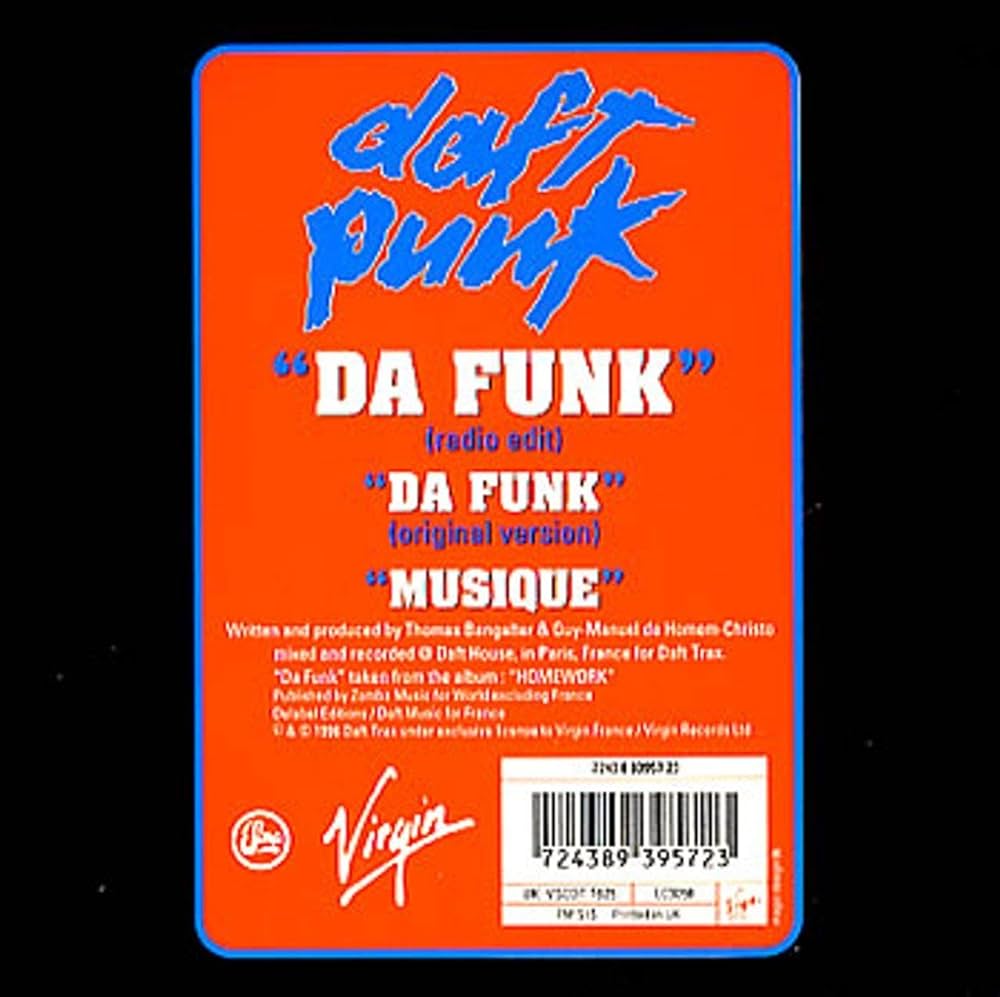 daft
punk
“DA FUNK”
(radio edit)
“DA FUNK”
(original version)
“MUSIQUE”
Written and produced by Thomas Bangalter & Guy-Manuel de Homem-Christo
mixed and recorded @ Daft House, in Paris, France for Daft Trax.
"Da Funk" taken from the album : "HOMEWORK"
Published by Zomba Music for World excluding France
Delabel Editions / Daft Music for France
℗ & © 1996 Daft Trax under exclusive license to Virgin France / Virgin Records Ltd
Virgin
724389 395723
Printed in UK